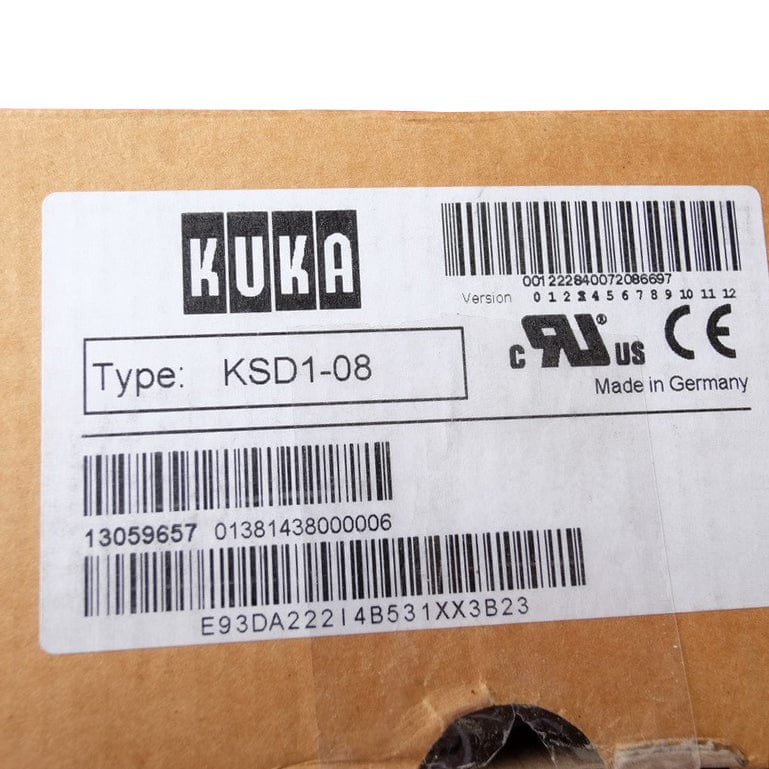 KUKA
001222840072086697
Version 0 1 2 3 4 5 6 7 8 9 10 11 12
c RU ® US CE
Type: KSD1-08
Made in Germany
13059657 01381438000006
E93DA222I4B531XX3B23